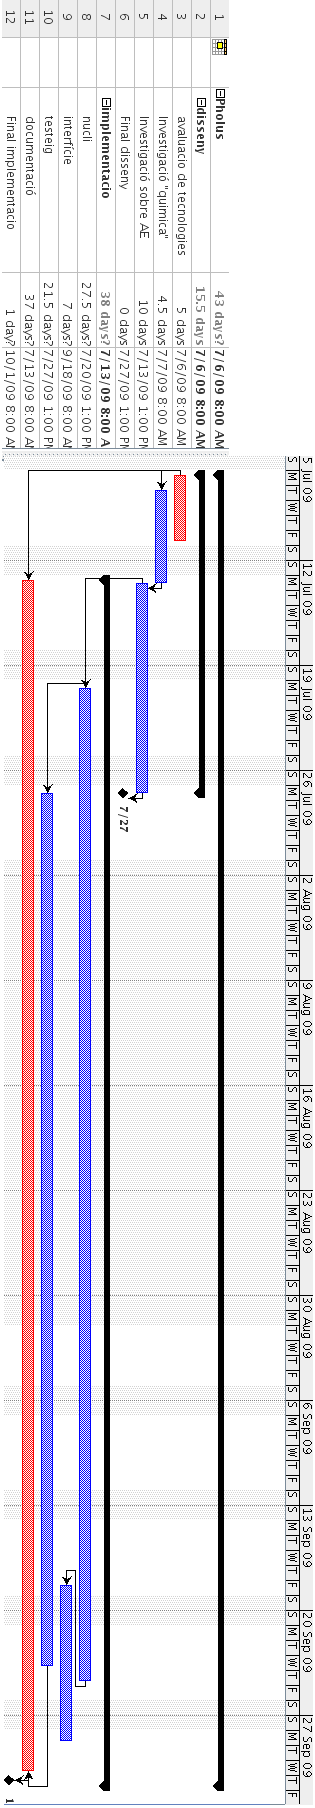 5 Jul 09 12 Jul 09 19 Jul 09 26 Jul 09 2 Aug 09 9 Aug 09 16 Aug 09 23 Aug 09 30 Aug 09 6 Sep 09 13 Sep 09 20 Sep 09 27 Sep 09
S M T W T F S S M T W T F S S M T W T F S S M T W T F S S M T W T F S S M T W T F S S M T W T F S S M T W T F S S M T W T F S S M T W T F S S M T W T F S S M T W T F S S M T W T F
1 Pholus 43 days? 7/6/09 8:00 AM
2 disseny 15.5 days 7/6/09 8:00 AM
3 avaluacio de tecnologies 5 days? 7/6/09 8:00 AM
4 Investigació "quimica" 4.5 days 7/7/09 8:00 AM
5 Investigació sobre AE 10 days 7/13/09 1:00 PM
6 Final disseny 0 days 7/27/09 1:00 PM 7/27
7 implementacio 38 days? 7/13/09 8:00 A
8 nucli 27.5 days? 7/20/09 1:00 PM
9 interfície 7 days? 9/18/09 8:00 AM
10 testeig 21.5 days? 7/27/09 1:00 PM
11 documentació 37 days? 7/13/09 8:00 AM
12 Final implementacio 1 day? 10/1/09 8:00 AM 1